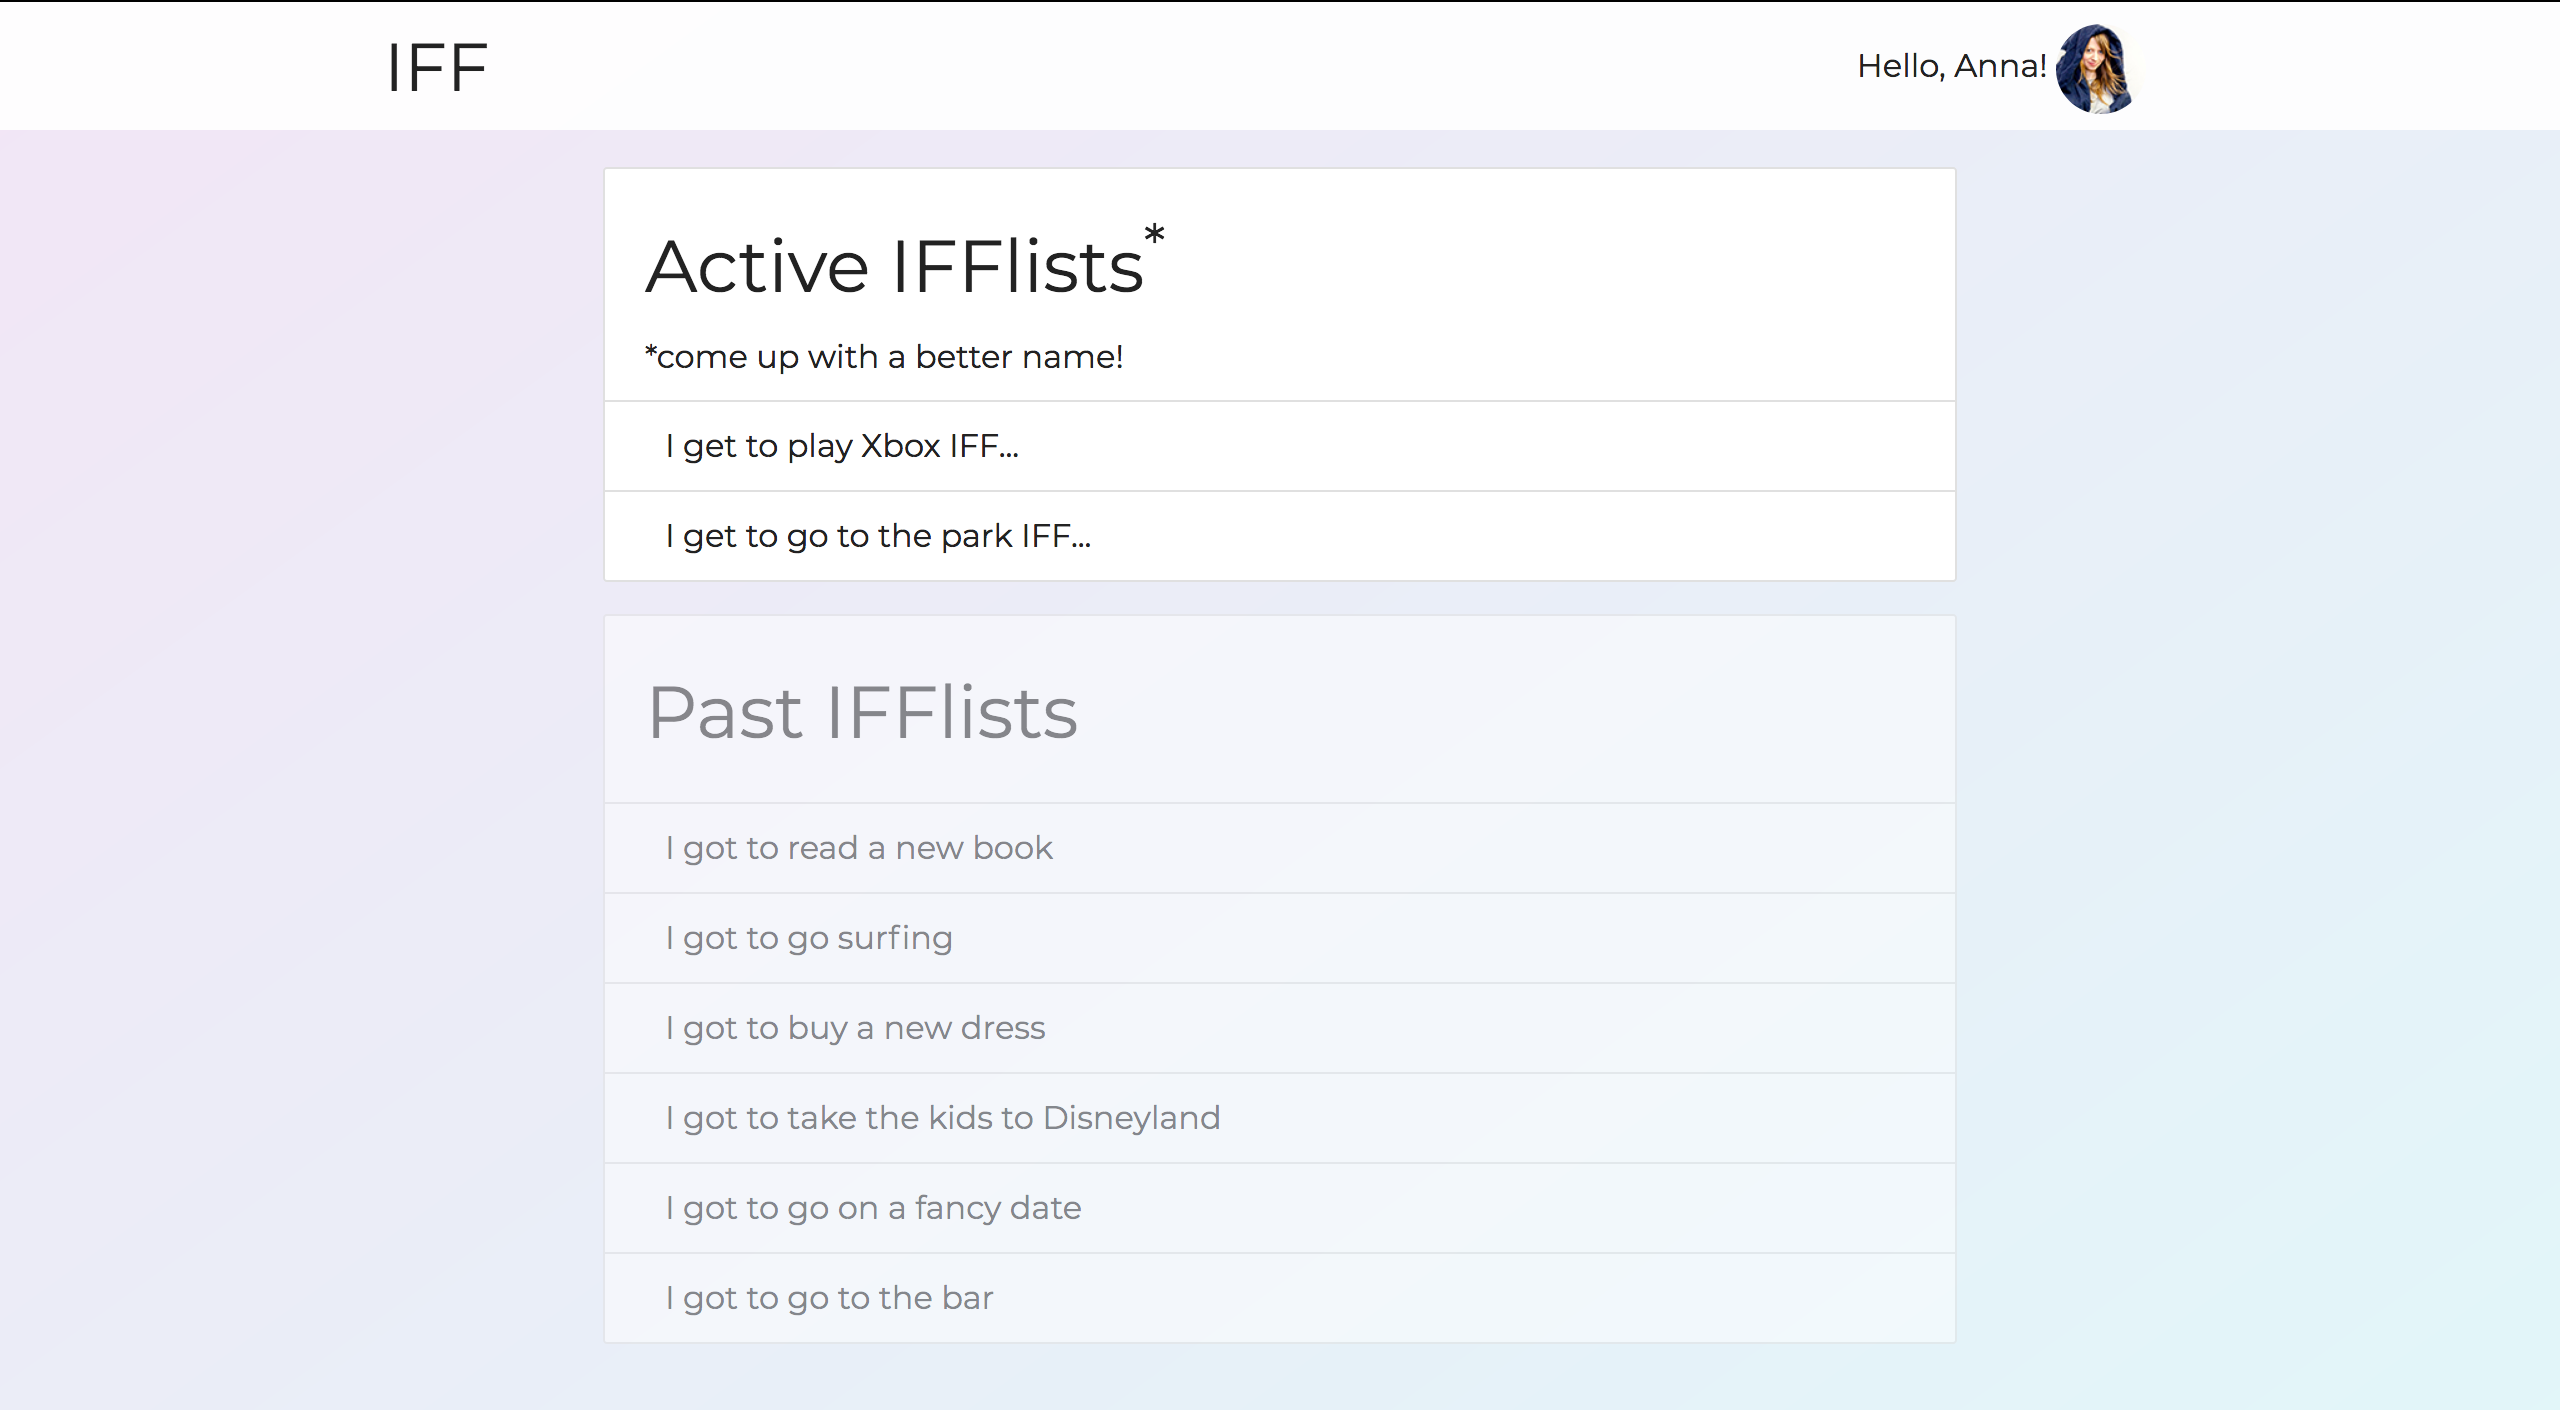 IFF
Hello, Anna!
Active IFFlists*
*come up with a better name!
I get to play Xbox IFF...
I get to go to the park IFF...
Past IFFlists
I got to read a new book
I got to go surfing
I got to buy a new dress
I got to take the kids to Disneyland
I got to go on a fancy date
I got to go to the bar